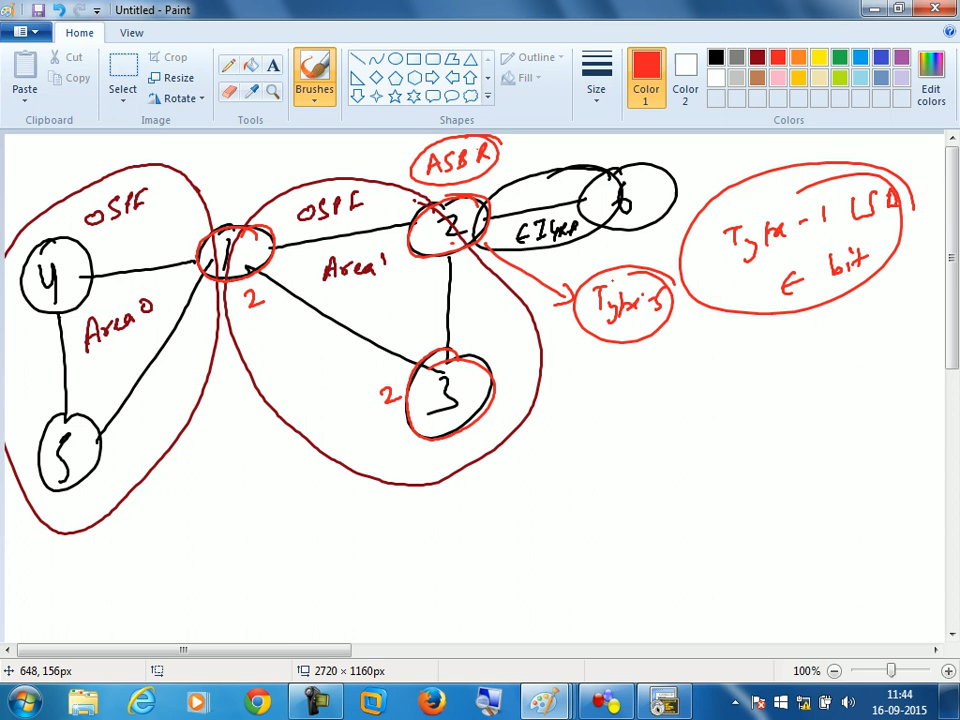 Untitled - Paint
Home
View
Paste
Cut
Copy
Clipboard
Select
Crop
Resize
Rotate
Image
Tools
Brushes
Shapes
Outline
Fill
Size
Color 1
Color 2
Edit colors
Colors
ASBR
OSPF
OSPF
6
2
1
EIGRP
Type-1 LSA
E bit
4
Area 1
Area 0
2
Type-5
2
3
5
648, 156px
2720 × 1160px
100%
11:44
16-09-2015